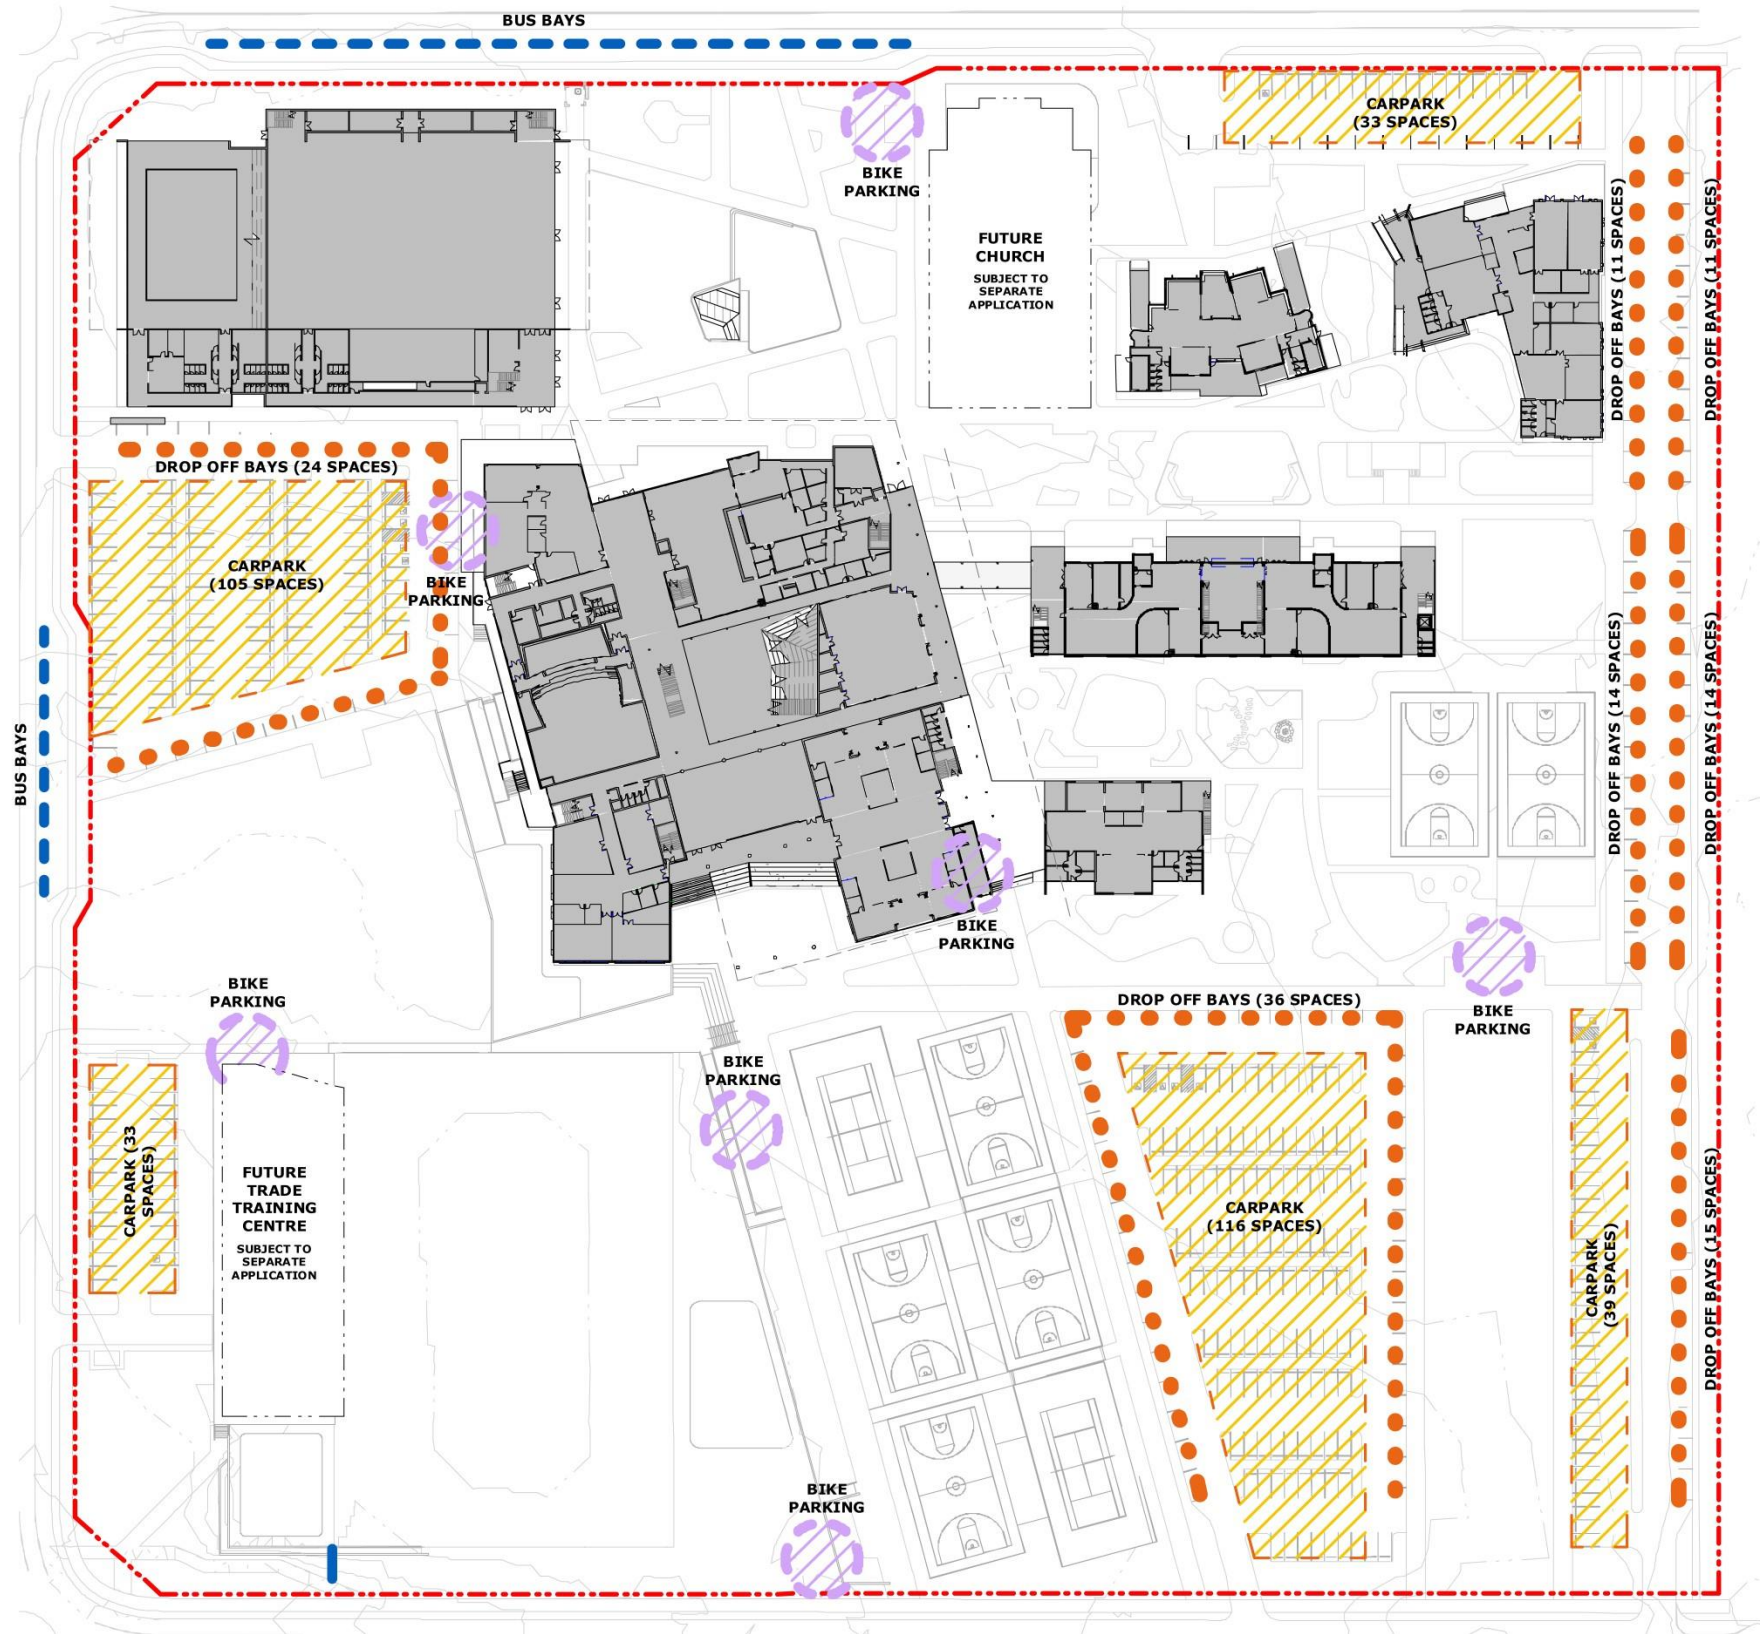 BUS BAYS
CARPARK
(33 SPACES)
BIKE
PARKING
FUTURE
CHURCH
SUBJECT TO
SEPARATE
APPLICATION
DROP OFF BAYS (11 SPACES)
DROP OFF BAYS (11 SPACES)
DROP OFF BAYS (24 SPACES)
CARPARK
(105 SPACES)
BIKE
PARKING
BUS BAYS
DROP OFF BAYS (14 SPACES)
DROP OFF BAYS (14 SPACES)
BIKE
PARKING
BIKE
PARKING
DROP OFF BAYS (36 SPACES)
BIKE
PARKING
BIKE
PARKING
CARPARK (33
SPACES)
FUTURE
TRADE
TRAINING
CENTRE
SUBJECT TO
SEPARATE
APPLICATION
CARPARK
(116 SPACES)
CARPARK
(39 SPACES)
DROP OFF BAYS (15 SPACES)
BIKE
PARKING